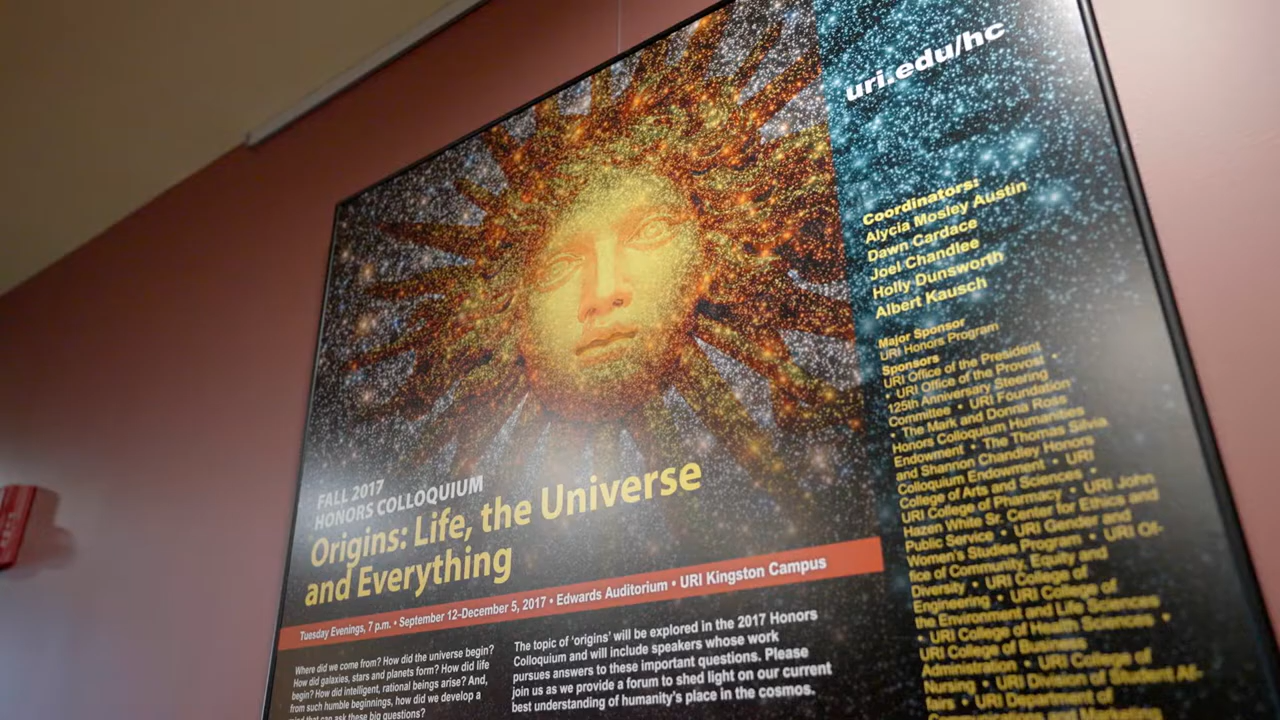 uri.edu/hc
Coordinators:
Alycia Mosley Austin
Dawn Cardace
Joel Chandlee
Holly Dunsworth
Albert Kausch
Major Sponsor
URI Honors Program
Sponsors
URI Office of the President
• URI Office of the Provost •
125th Anniversary Steering
Committee • URI Foundation
• The Mark and Donna Ross
Honors Colloquium Humanities
Endowment • The Thomas Silvia
and Shannon Chandley Honors
Colloquium Endowment • URI
College of Arts and Sciences •
URI College of Pharmacy • URI John
Hazen White Sr. Center for Ethics and
Public Service • URI Gender and
Women's Studies Program • URI Of-
fice of Community, Equity and
Diversity • URI College of
Engineering • URI College of
the Environment and Life Sciences
• URI College of Health Sciences •
URI College of Business
Administration • URI College of
Nursing • URI Division of Student Af-
fairs • URI Department of
FALL 2017
HONORS COLLOQUIUM
Origins: Life, the Universe
and Everything
Tuesday Evenings, 7 p.m. • September 12–December 5, 2017 • Edwards Auditorium • URI Kingston Campus
Where did we come from? How did the universe begin?
How did galaxies, stars and planets form? How did life
begin? How did intelligent, rational beings arise? And,
from such humble beginnings, how did we develop a
mind that can ask these big questions?
The topic of 'origins' will be explored in the 2017 Honors
Colloquium and will include speakers whose work
pursues answers to these important questions. Please
join us as we provide a forum to shed light on our current
best understanding of humanity's place in the cosmos.